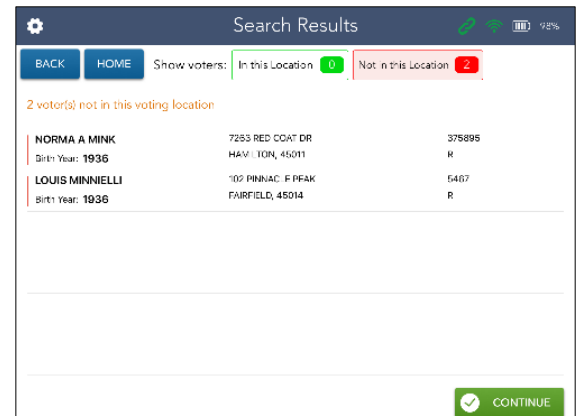 Search Results 98%
BACK HOME Show voters: In this Location 0 Not in this Location 2
2 voter(s) not in this voting location
NORMA A MINK 7263 RED COAT DR 375895
Birth Year: 1936 HAMILTON, 45011 R
LOUIS MINNIELLI 102 PINNACLE PEAK 5467
Birth Year: 1936 FAIRFIELD, 45014 R
CONTINUE